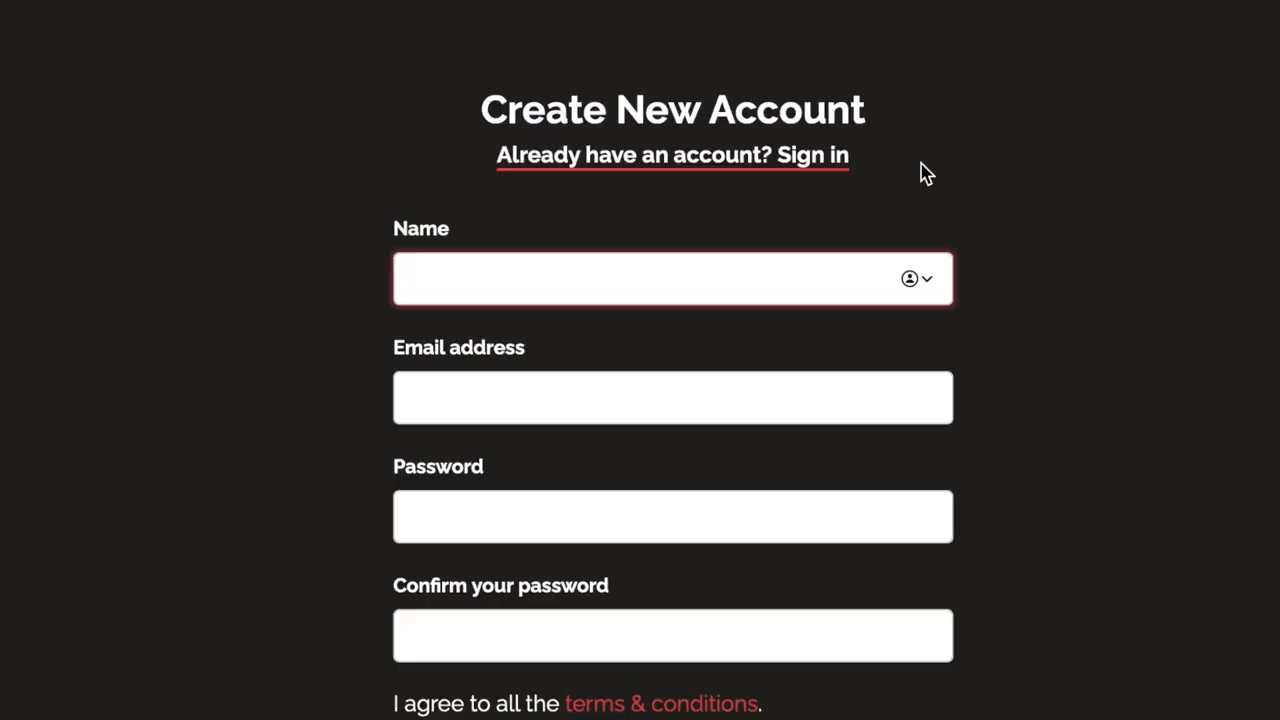 Create New Account
Already have an account? Sign in
Name
Email address
Password
Confirm your password
I agree to all the terms & conditions.